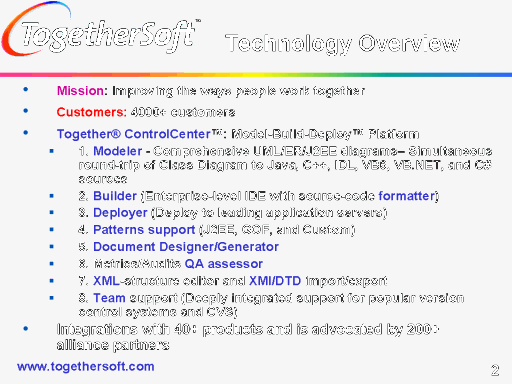 TogetherSoft™
Technology Overview
• Mission: Improving the ways people work together
• Customers: 4000+ customers
• Together® ControlCenter™: Model-Build-Deploy™ Platform
▪ 1. Modeler - Comprehensive UML/ER/J2EE diagrams– Simultaneous
round-trip of Class Diagram to Java, C++, IDL, VB6, VB.NET, and C#
sources
▪ 2. Builder (Enterprise-level IDE with source-code formatter)
▪ 3. Deployer (Deploy to leading application servers)
▪ 4. Patterns support (J2EE, GOF, and Custom)
▪ 5. Document Designer/Generator
▪ 6. Metrics/Audits QA assessor
▪ 7. XML-structure editor and XMI/DTD import/export
▪ 8. Team support (Deeply integrated support for popular version
control systems and CVS)
• Integrations with 40+ products and is advocated by 200+
alliance partners
www.togethersoft.com
2